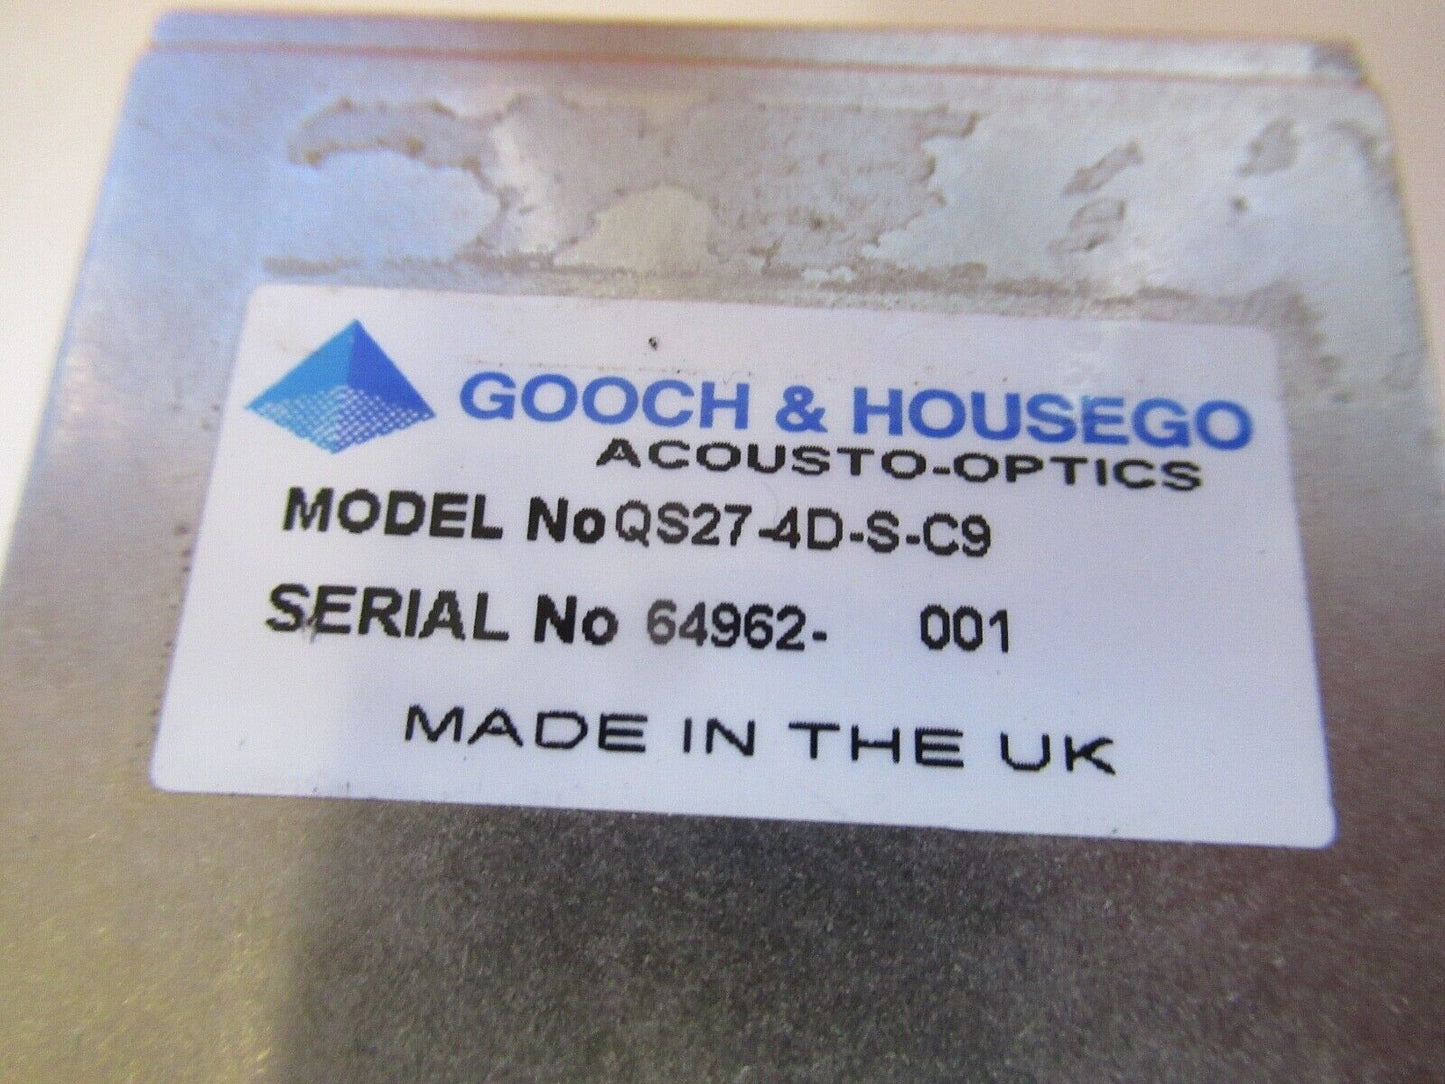 GOOCH & HOUSEGO
ACOUSTO-OPTICS
MODEL No QS27-4D-S-C9
SERIAL No 64962- 001
MADE IN THE UK